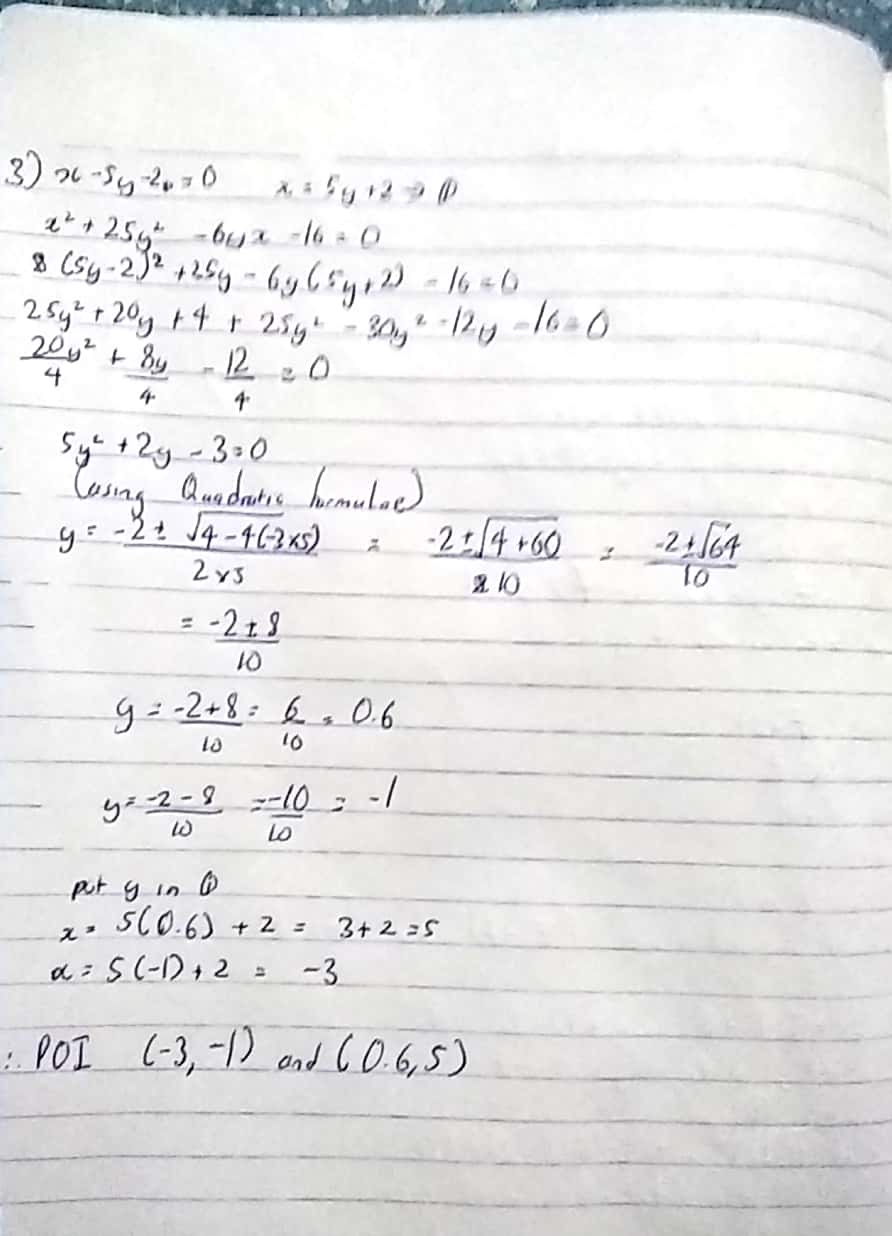 3) x - 5y - 2 = 0 x = 5y + 2 → ①
x² + 25y² - 6yx - 16 = 0
(5y-2)² + 25y - 6y(5y+2) - 16 = 0
25y² + 20y + 4 + 25y² - 30y² - 12y - 16 = 0
20y²/4 + 8y/4 - 12/4 = 0
5y² + 2y - 3 = 0
(using Quadratic formulae)
y = (-2 ± √(4 - 4(-3×5)))/(2×5) = (-2 ± √(4+60))/10 = (-2 ± √64)/10
= (-2 ± 8)/10
y = (-2+8)/10 = 6/10 = 0.6
y = (-2-8)/10 = -10/10 = -1
put y in ①
x = 5(0.6) + 2 = 3+2 = 5
x = 5(-1) + 2 = -3
∴ POI (-3, -1) and (0.6, 5)